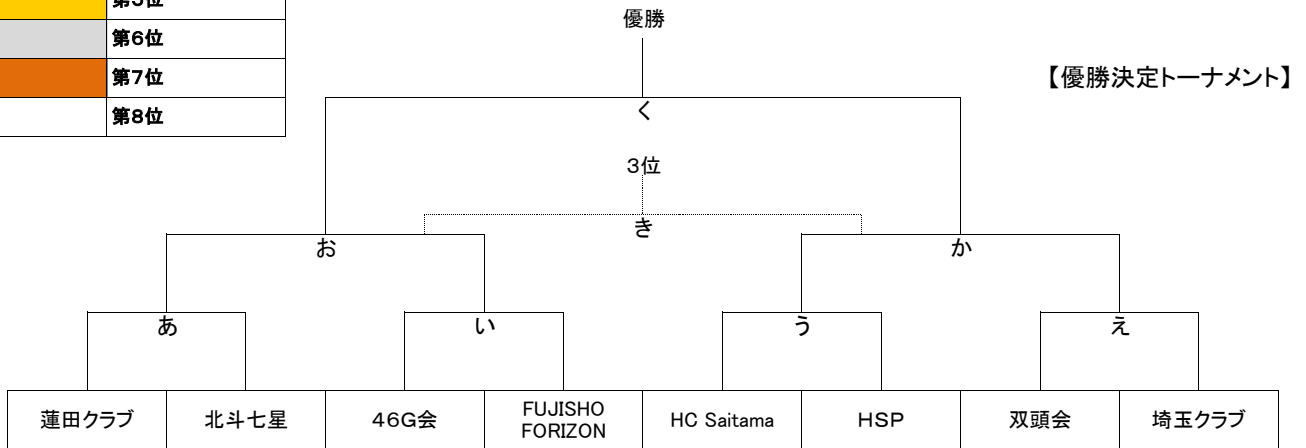 優勝
第6位
【優勝決定トーナメント】
第7位
く
第8位
3位
き
お
か
あ
い
う
え
蓮田クラブ
北斗七星
46G会
FUJISHO
FORIZON
HC Saitama
HSP
双頭会
埼玉クラブ